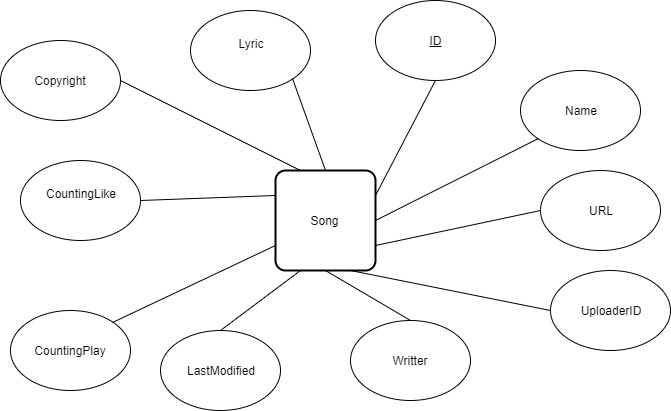 Lyric
ID
Copyright
Name
CountingLike
Song
URL
UploaderID
CountingPlay
LastModified
Writter